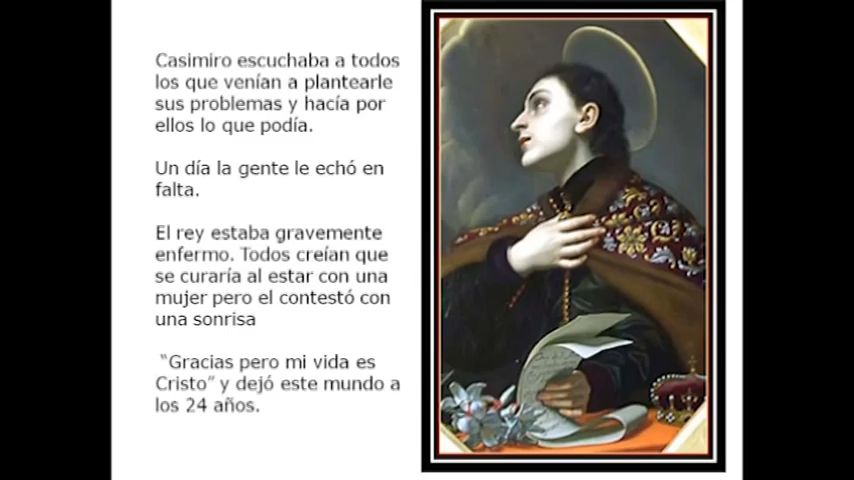 Casimiro escuchaba a todos
los que venían a plantearle
sus problemas y hacía por
ellos lo que podía.
Un día la gente le echó en
falta.
El rey estaba gravemente
enfermo. Todos creían que
se curaría al estar con una
mujer pero el contestó con
una sonrisa
“Gracias pero mi vida es
Cristo” y dejó este mundo a
los 24 años.